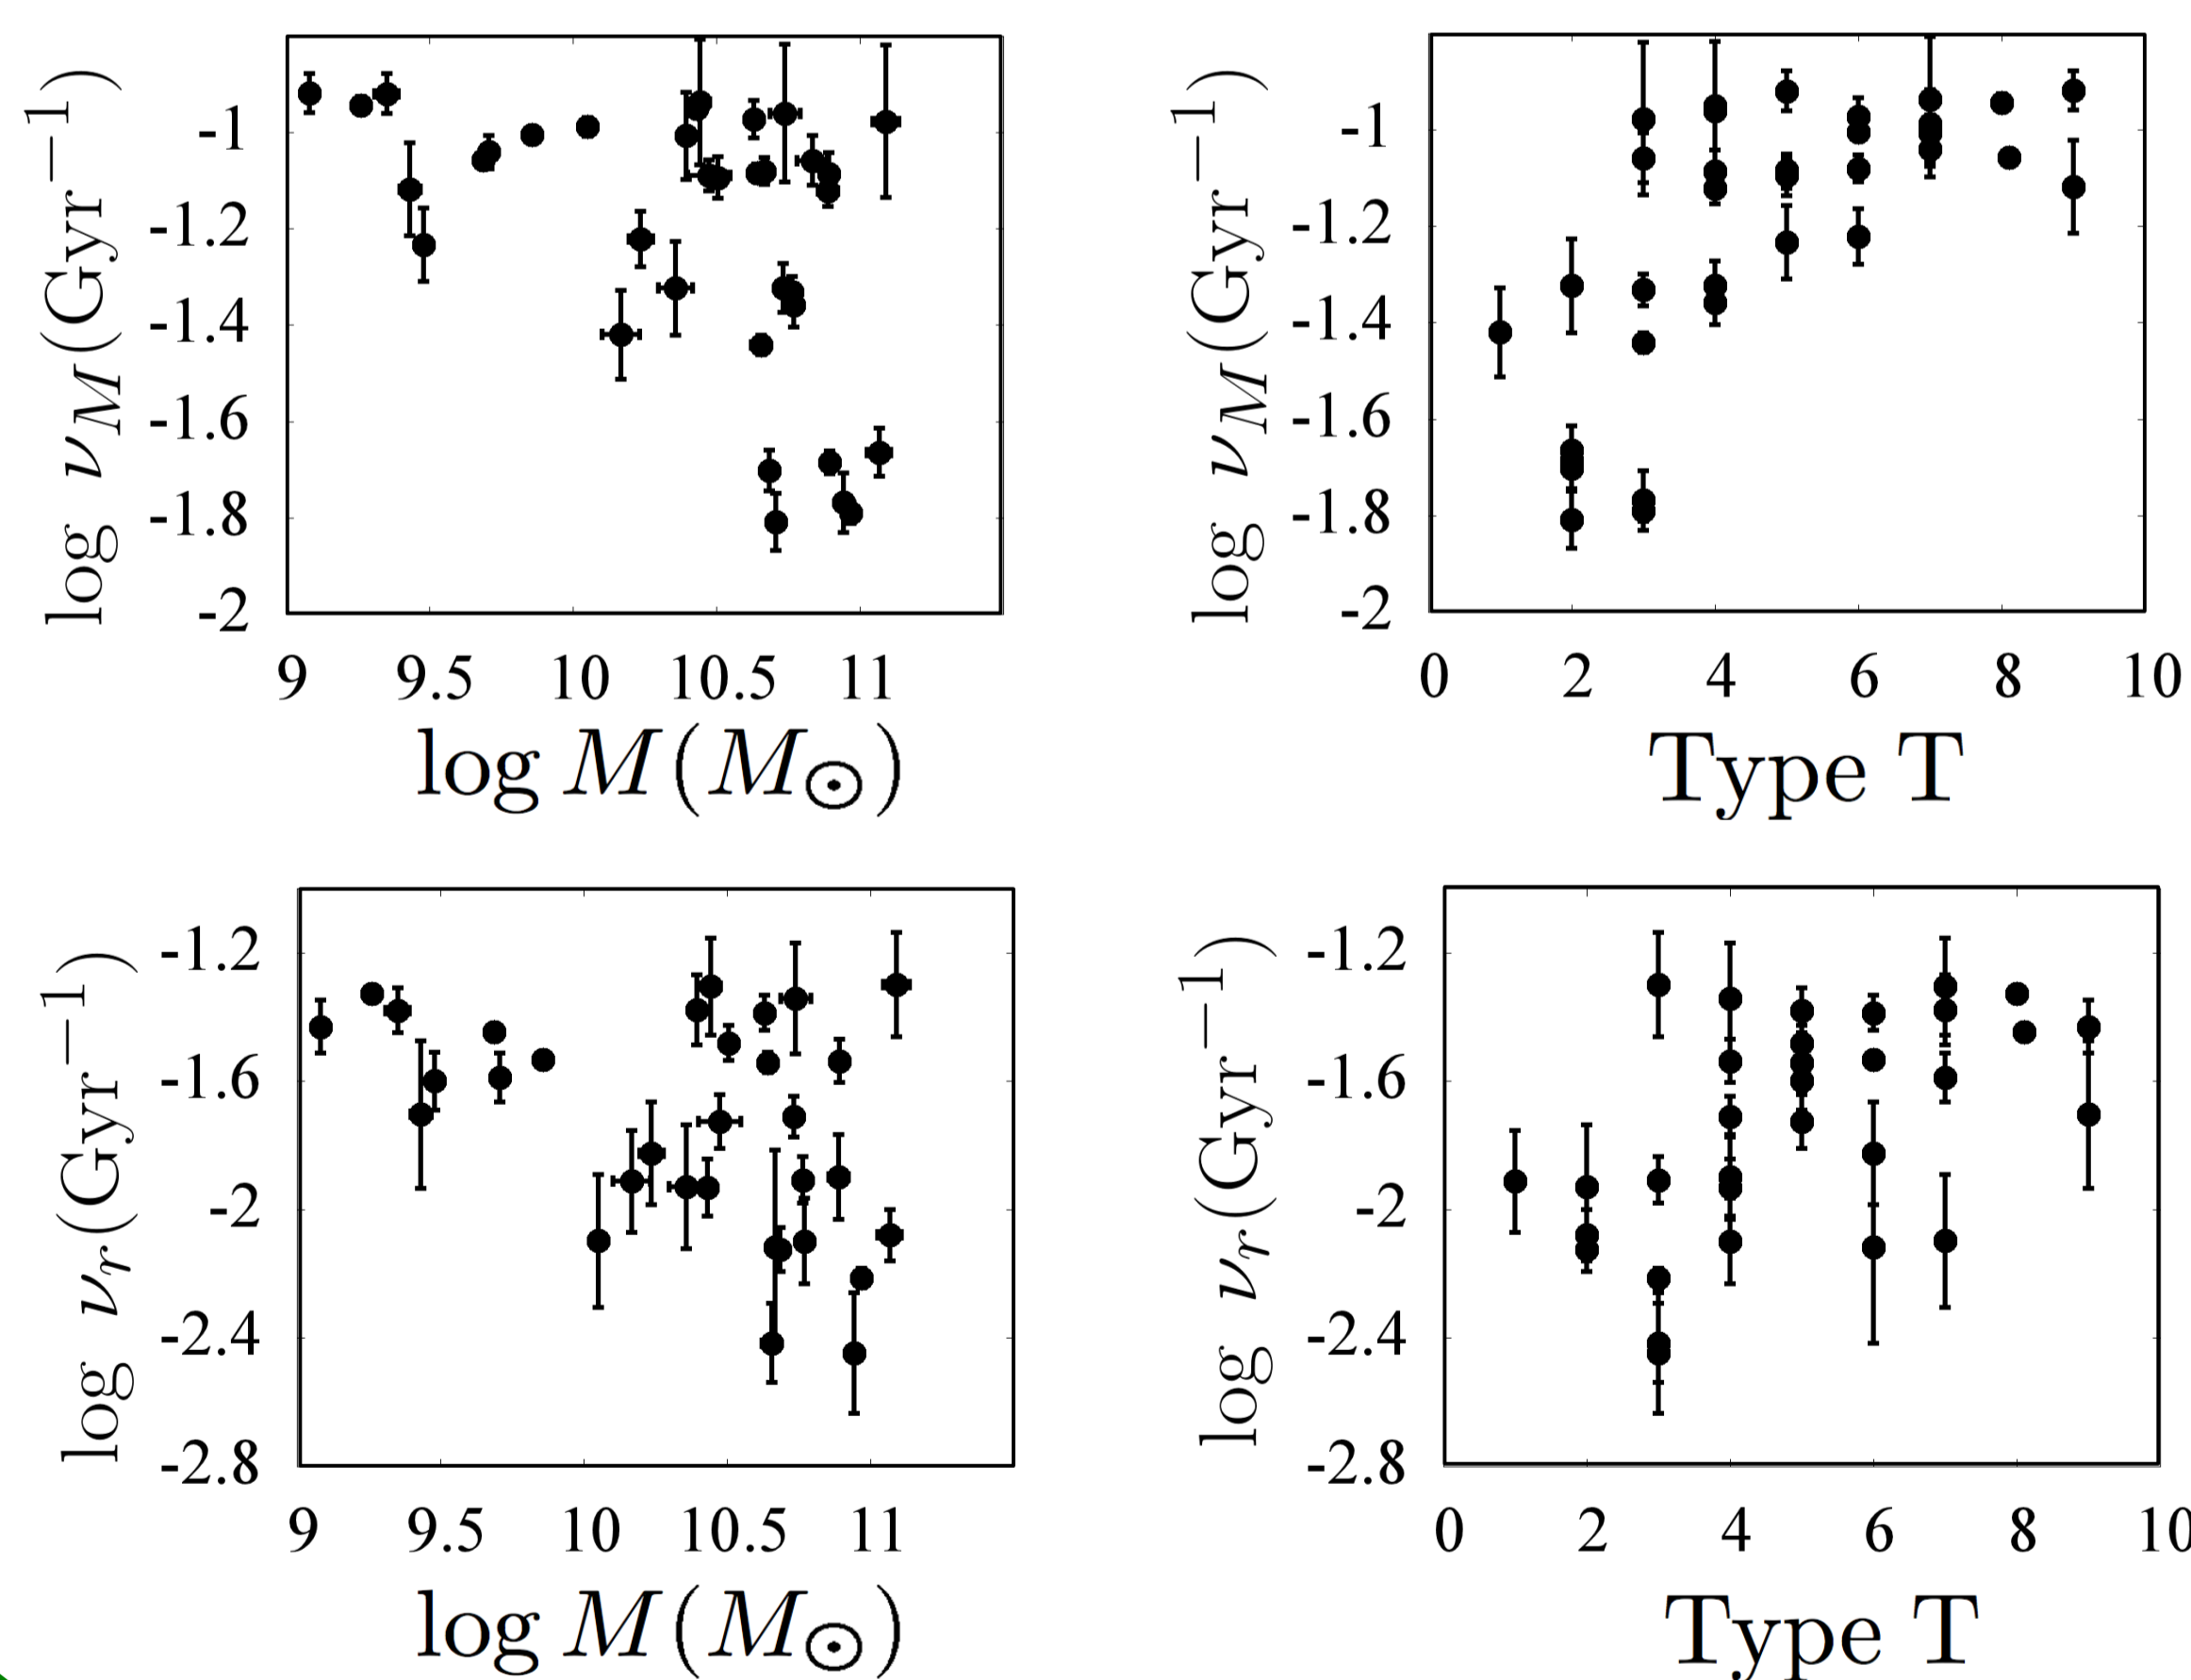 log ν_M(Gyr⁻¹)
-1
-1.2
-1.4
-1.6
-1.8
-2
9 9.5 10 10.5 11
log M(M⊙)
log ν_M(Gyr⁻¹)
-1
-1.2
-1.4
-1.6
-1.8
-2
0 2 4 6 8 10
Type T
log ν_r(Gyr⁻¹)
-1.2
-1.6
-2
-2.4
-2.8
9 9.5 10 10.5 11
log M(M⊙)
log ν_r(Gyr⁻¹)
-1.2
-1.6
-2
-2.4
-2.8
0 2 4 6 8 10
Type T